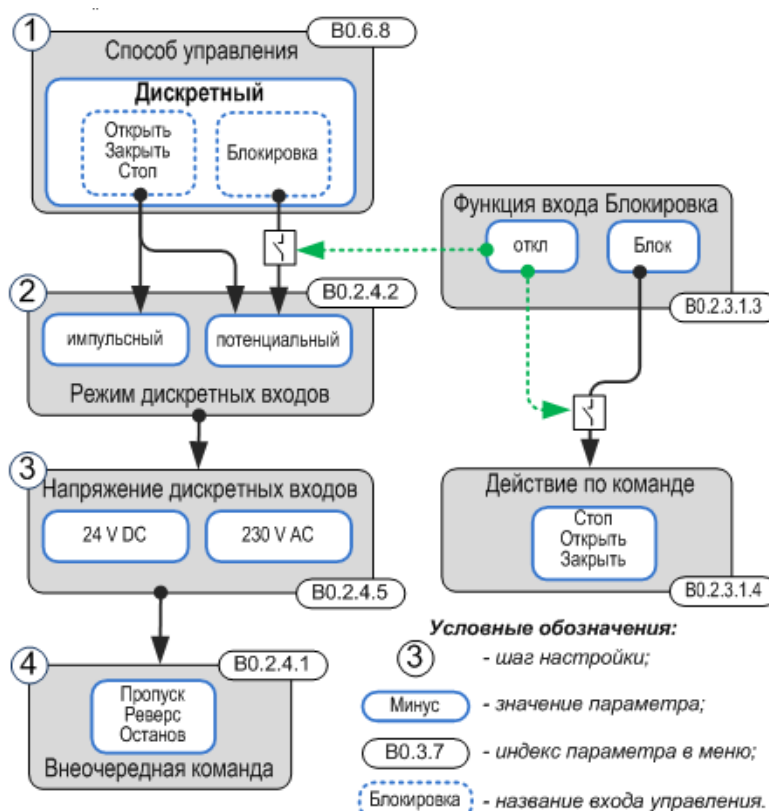 1
B0.6.8
Способ управления
Дискретный
Открыть
Закрыть
Стоп
Блокировка
Функция входа Блокировка
откл
Блок
B0.2.3.1.3
2
B0.2.4.2
импульсный
потенциальный
Режим дискретных входов
3
Напряжение дискретных входов
24 V DC
230 V AC
B0.2.4.5
Действие по команде
Стоп
Открыть
Закрыть
B0.2.3.1.4
4
B0.2.4.1
Пропуск
Реверс
Останов
Внеочередная команда
Условные обозначения:
3 - шаг настройки;
Минус - значение параметра;
B0.3.7 - индекс параметра в меню;
Блокировка - название входа управления.